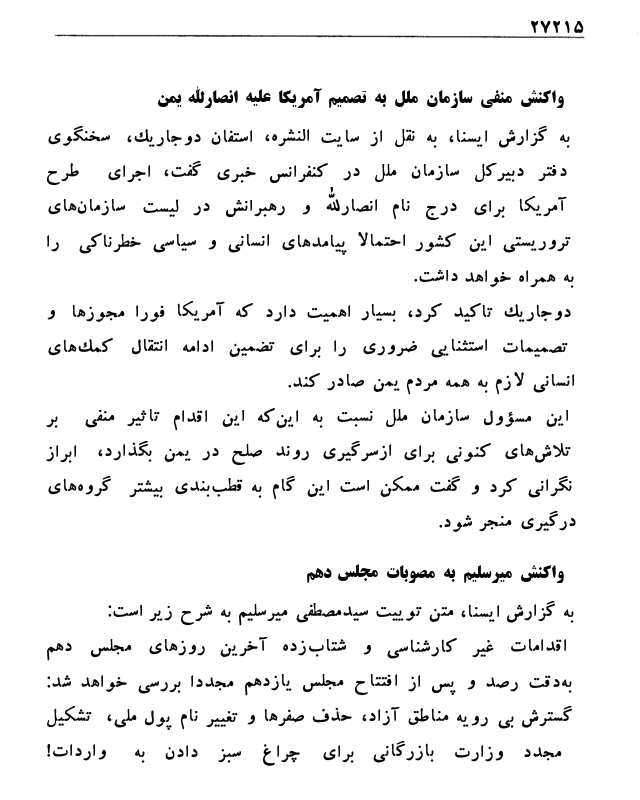 ۲۷۲۱۵
واکنش منفی سازمان ملل به تصمیم آمریکا علیه انصارلله یمن
به گزارش ایسنا، به نقل از سایت النشره، استفان دوجاریك، سخنگوی
دفتر دبیرکل سازمان ملل در کنفرانس خبری گفت، اجرای طرح
آمریکا برای درج نام انصارلله و رهبرانش در لیست سازمان‌های
تروریستی این کشور احتمالا پیامدهای انسانی و سیاسی خطرناکی را
به همراه خواهد داشت.
دوجاریك تاکید کرد، بسیار اهمیت دارد که آمریکا فورا مجوزها و
تصمیمات استثنایی ضروری را برای تضمین ادامه انتقال کمك‌های
انسانی لازم به همه مردم یمن صادر کند.
این مسؤول سازمان ملل نسبت به این‌که این اقدام تاثیر منفی بر
تلاش‌های کنونی برای ازسرگیری روند صلح در یمن بگذارد، ابراز
نگرانی کرد و گفت ممکن است این گام به قطب‌بندی بیشتر گروه‌های
درگیری منجر شود.
واکنش میرسلیم به مصوبات مجلس دهم
به گزارش ایسنا، متن توییت سیدمصطفی میرسلیم به شرح زیر است:
اقدامات غیر کارشناسی و شتاب‌زده آخرین روزهای مجلس دهم
به‌دقت رصد و پس از افتتاح مجلس یازدهم مجددا بررسی خواهد شد:
گسترش بی رویه مناطق آزاد، حذف صفرها و تغییر نام پول ملی، تشکیل
مجدد وزارت بازرگانی برای چراغ سبز دادن به واردات!